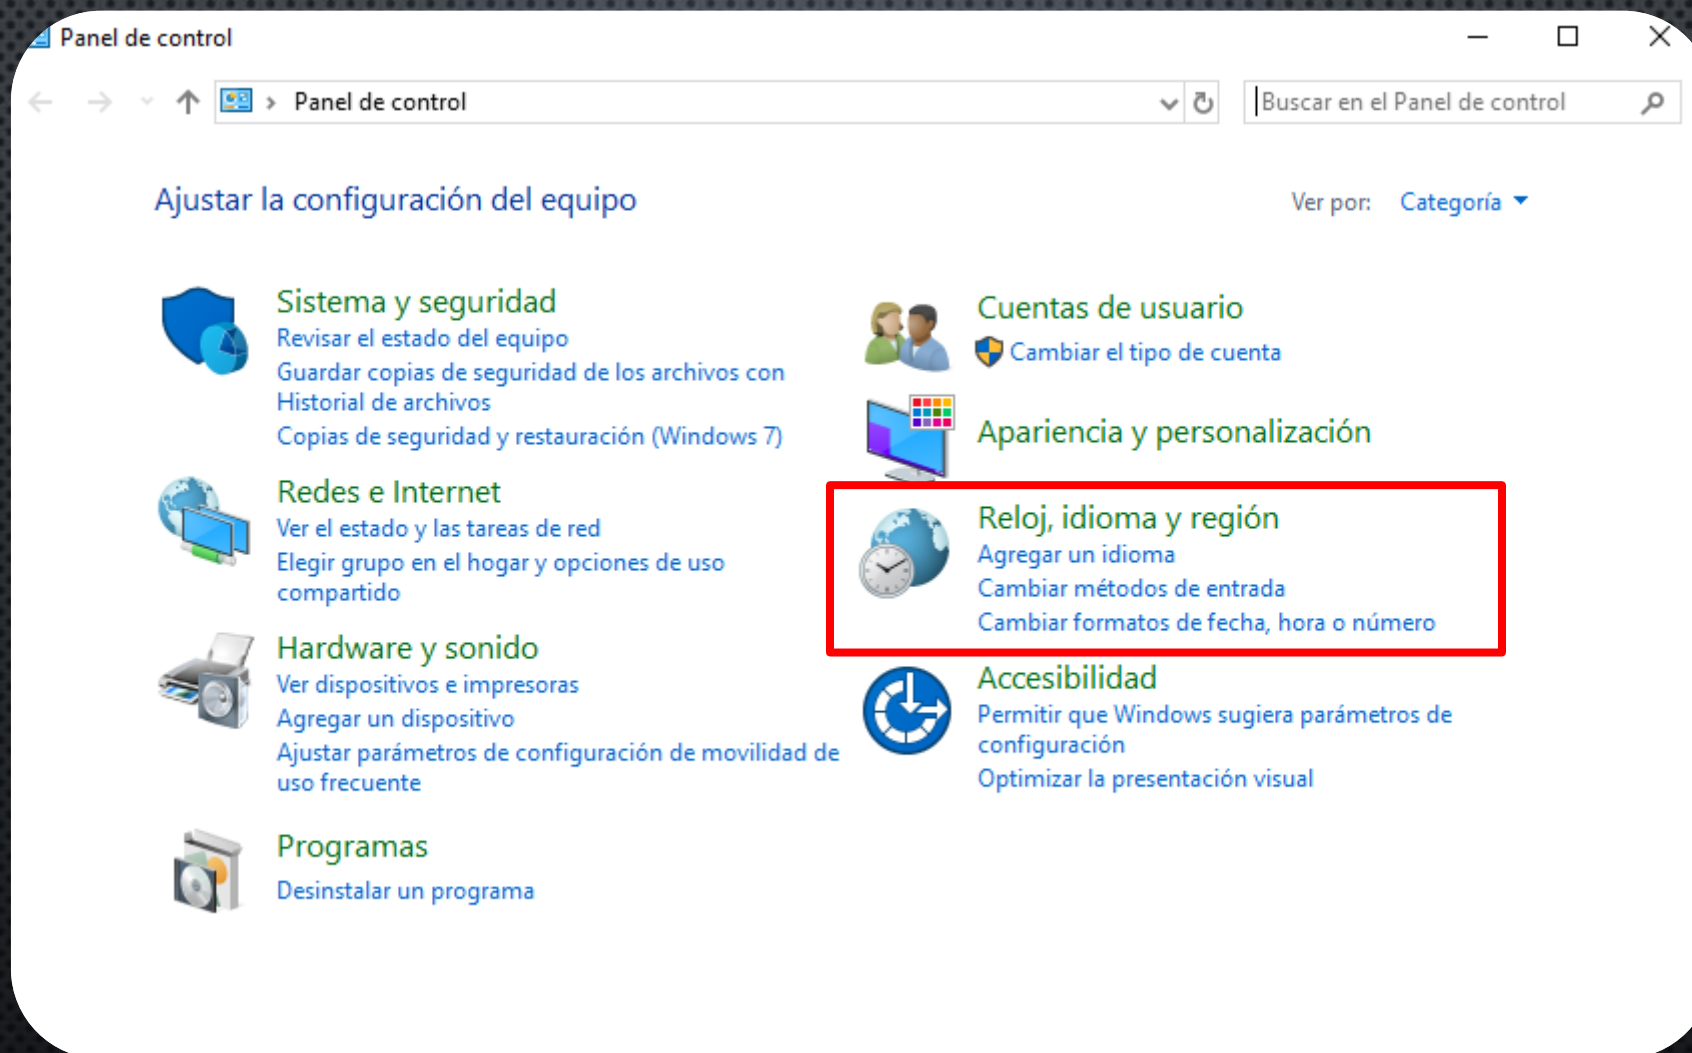 Panel de control
Panel de control
Buscar en el Panel de control
Ajustar la configuración del equipo
Ver por: Categoría
Sistema y seguridad
Revisar el estado del equipo
Guardar copias de seguridad de los archivos con
Historial de archivos
Copias de seguridad y restauración (Windows 7)
Redes e Internet
Ver el estado y las tareas de red
Elegir grupo en el hogar y opciones de uso
compartido
Hardware y sonido
Ver dispositivos e impresoras
Agregar un dispositivo
Ajustar parámetros de configuración de movilidad de
uso frecuente
Programas
Desinstalar un programa
Cuentas de usuario
Cambiar el tipo de cuenta
Apariencia y personalización
Reloj, idioma y región
Agregar un idioma
Cambiar métodos de entrada
Cambiar formatos de fecha, hora o número
Accesibilidad
Permitir que Windows sugiera parámetros de
configuración
Optimizar la presentación visual